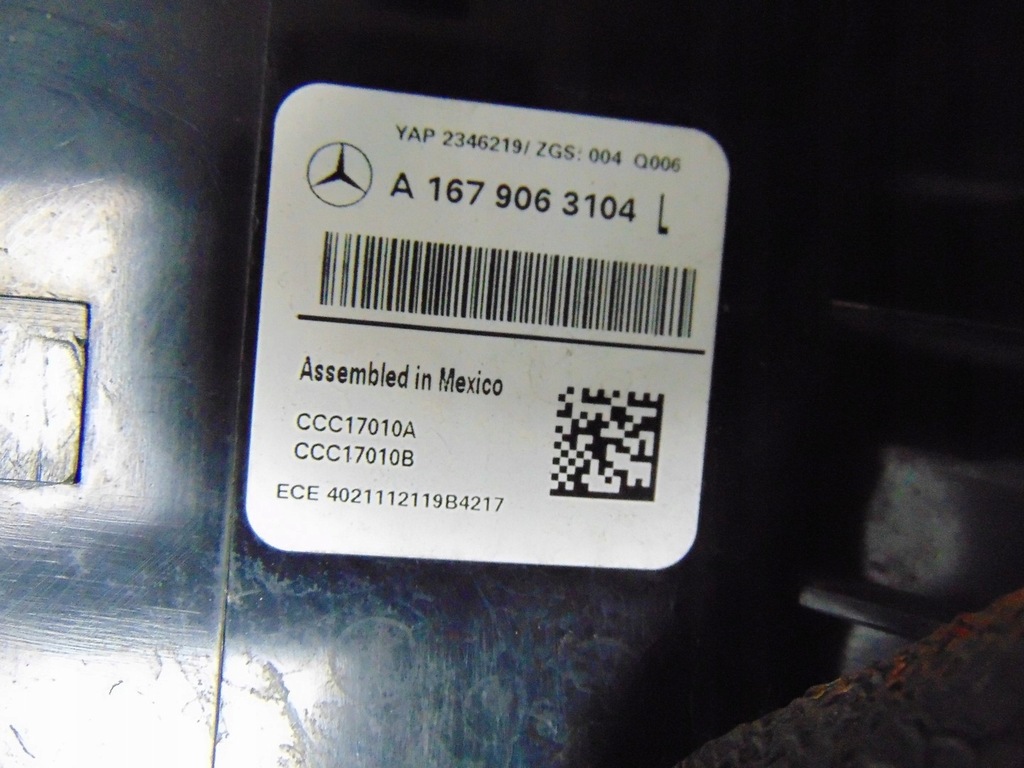 YAP 2346219/ ZGS: 004 Q006
A 167 906 3104 L
Assembled in Mexico
CCC17010A
CCC17010B
ECE 4021112119B4217